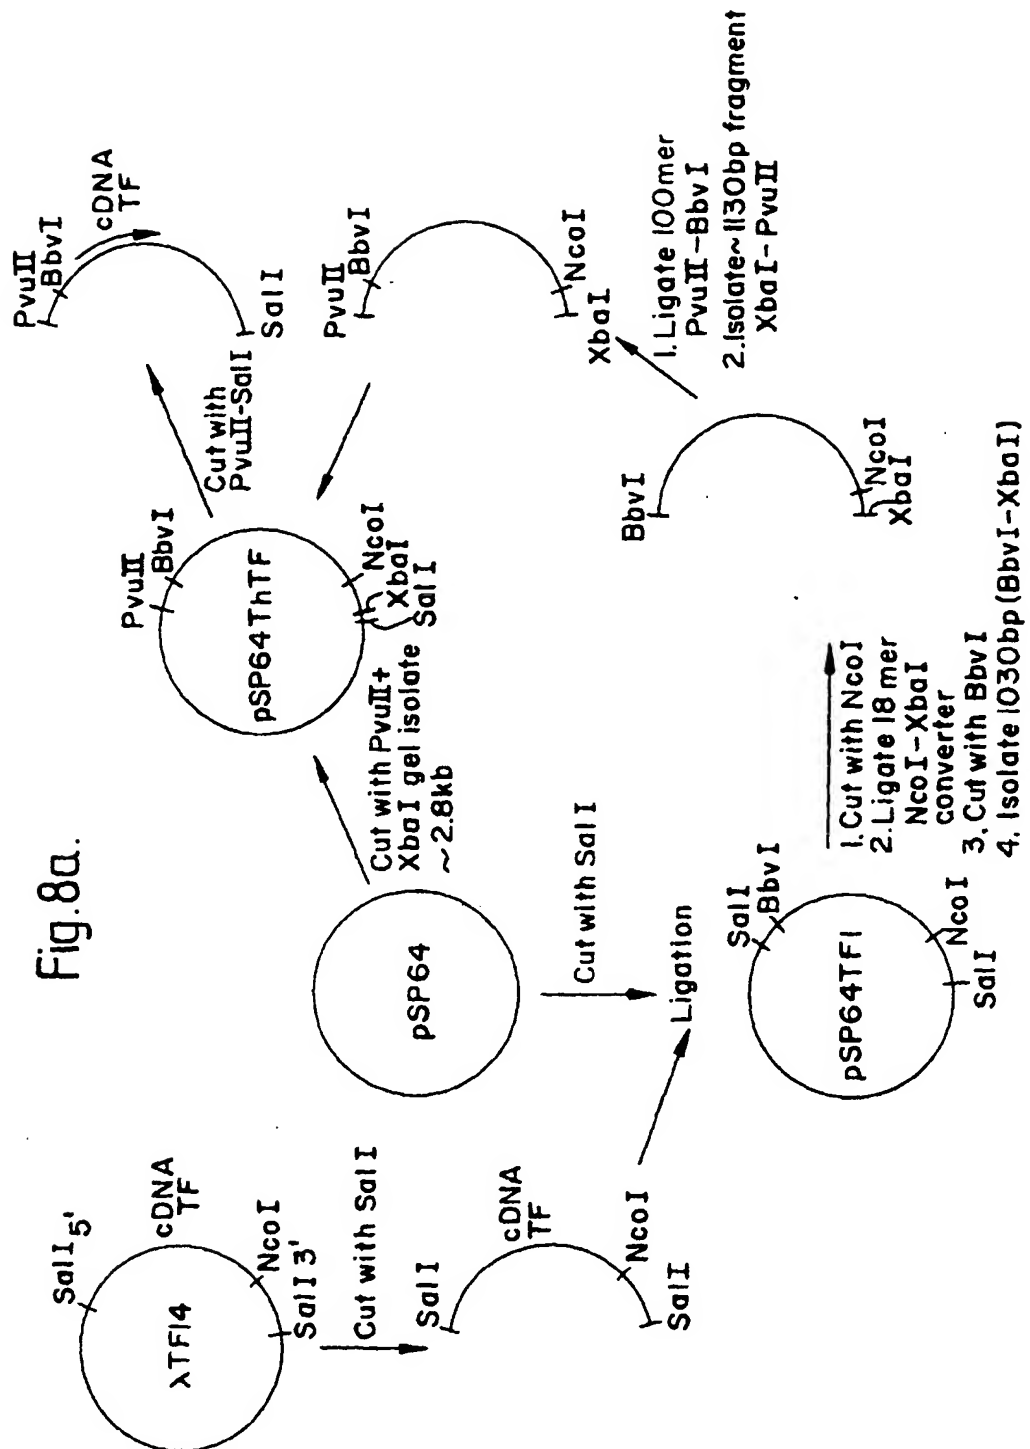 Fig.8a.
λTF14
SalI 5'
cDNA
TF
NcoI
SalI 3'
Cut with SalI
SalI
cDNA
TF
NcoI
SalI
pSP64
Cut with SalI
Ligation
pSP64TF1
SalI
BbvI
NcoI
SalI
Cut with PvuII+
XbaI gel isolate
~2.8kb
pSP64ThTF
PvuII
BbvI
NcoI
XbaI
SalI
Cut with
PvuII-SalI
PvuII
BbvI
cDNA
TF
SalI
1. Cut with NcoI
2. Ligate 18 mer
NcoI-XbaI
converter
3. Cut with BbvI
4. Isolate 1030bp (BbvI-XbaI)
BbvI
NcoI
XbaI
1. Ligate 100mer
PvuII-BbvI
2. Isolate~1130bp fragment
XbaI-PvuII
PvuII
BbvI
NcoI
XbaI